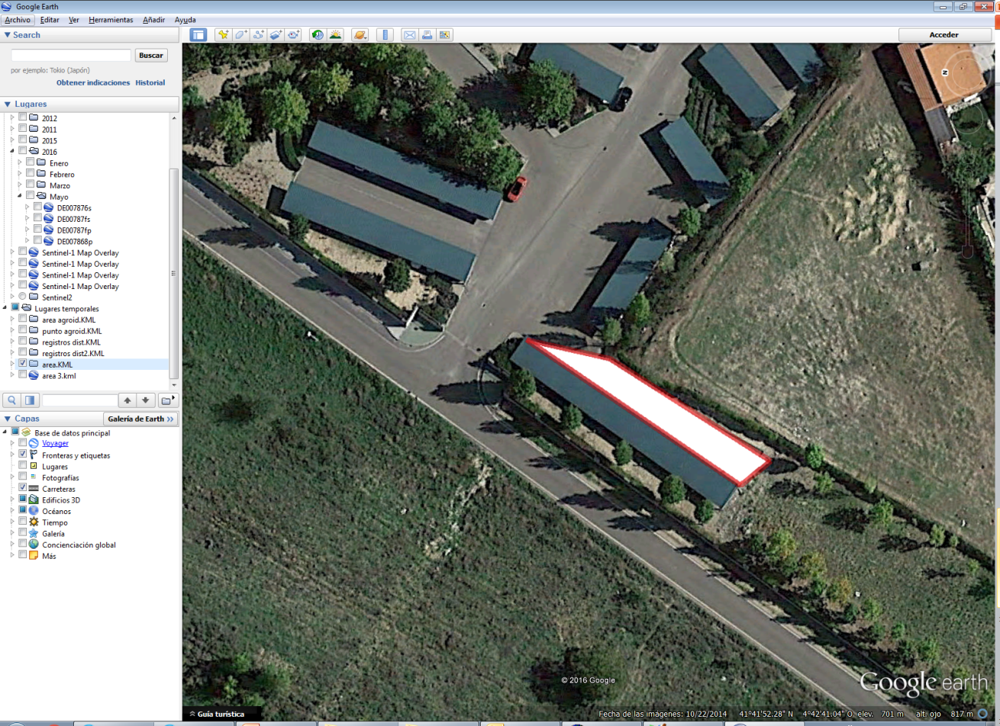 Google Earth
Archivo Editar Ver Herramientas Añadir Ayuda
Search
Buscar
por ejemplo: Tokio (Japón)
Obtener indicaciones Historial
Lugares
2012
2011
2015
2016
Enero
Febrero
Marzo
Mayo
DE007876s
DE00787fs
DE00787fp
DE007868p
Sentinel-1 Map Overlay
Sentinel-1 Map Overlay
Sentinel-1 Map Overlay
Sentinel-1 Map Overlay
Sentinel2
Lugares temporales
area agroid.KML
punto agroid.KML
registros dist.KML
registros dist2.KML
area.KML
area 3.kml
Capas
Galería de Earth >>
Base de datos principal
Voyager
Fronteras y etiquetas
Lugares
Fotografías
Carreteras
Edificios 3D
Océanos
Tiempo
Galería
Concienciación global
Más
Acceder
N
© 2016 Google
Google earth
Guía turística
Fecha de las imágenes: 10/22/2014 41°41'52.28" N 4°42'41.04" O elev. 701 m alt. ojo 817 m